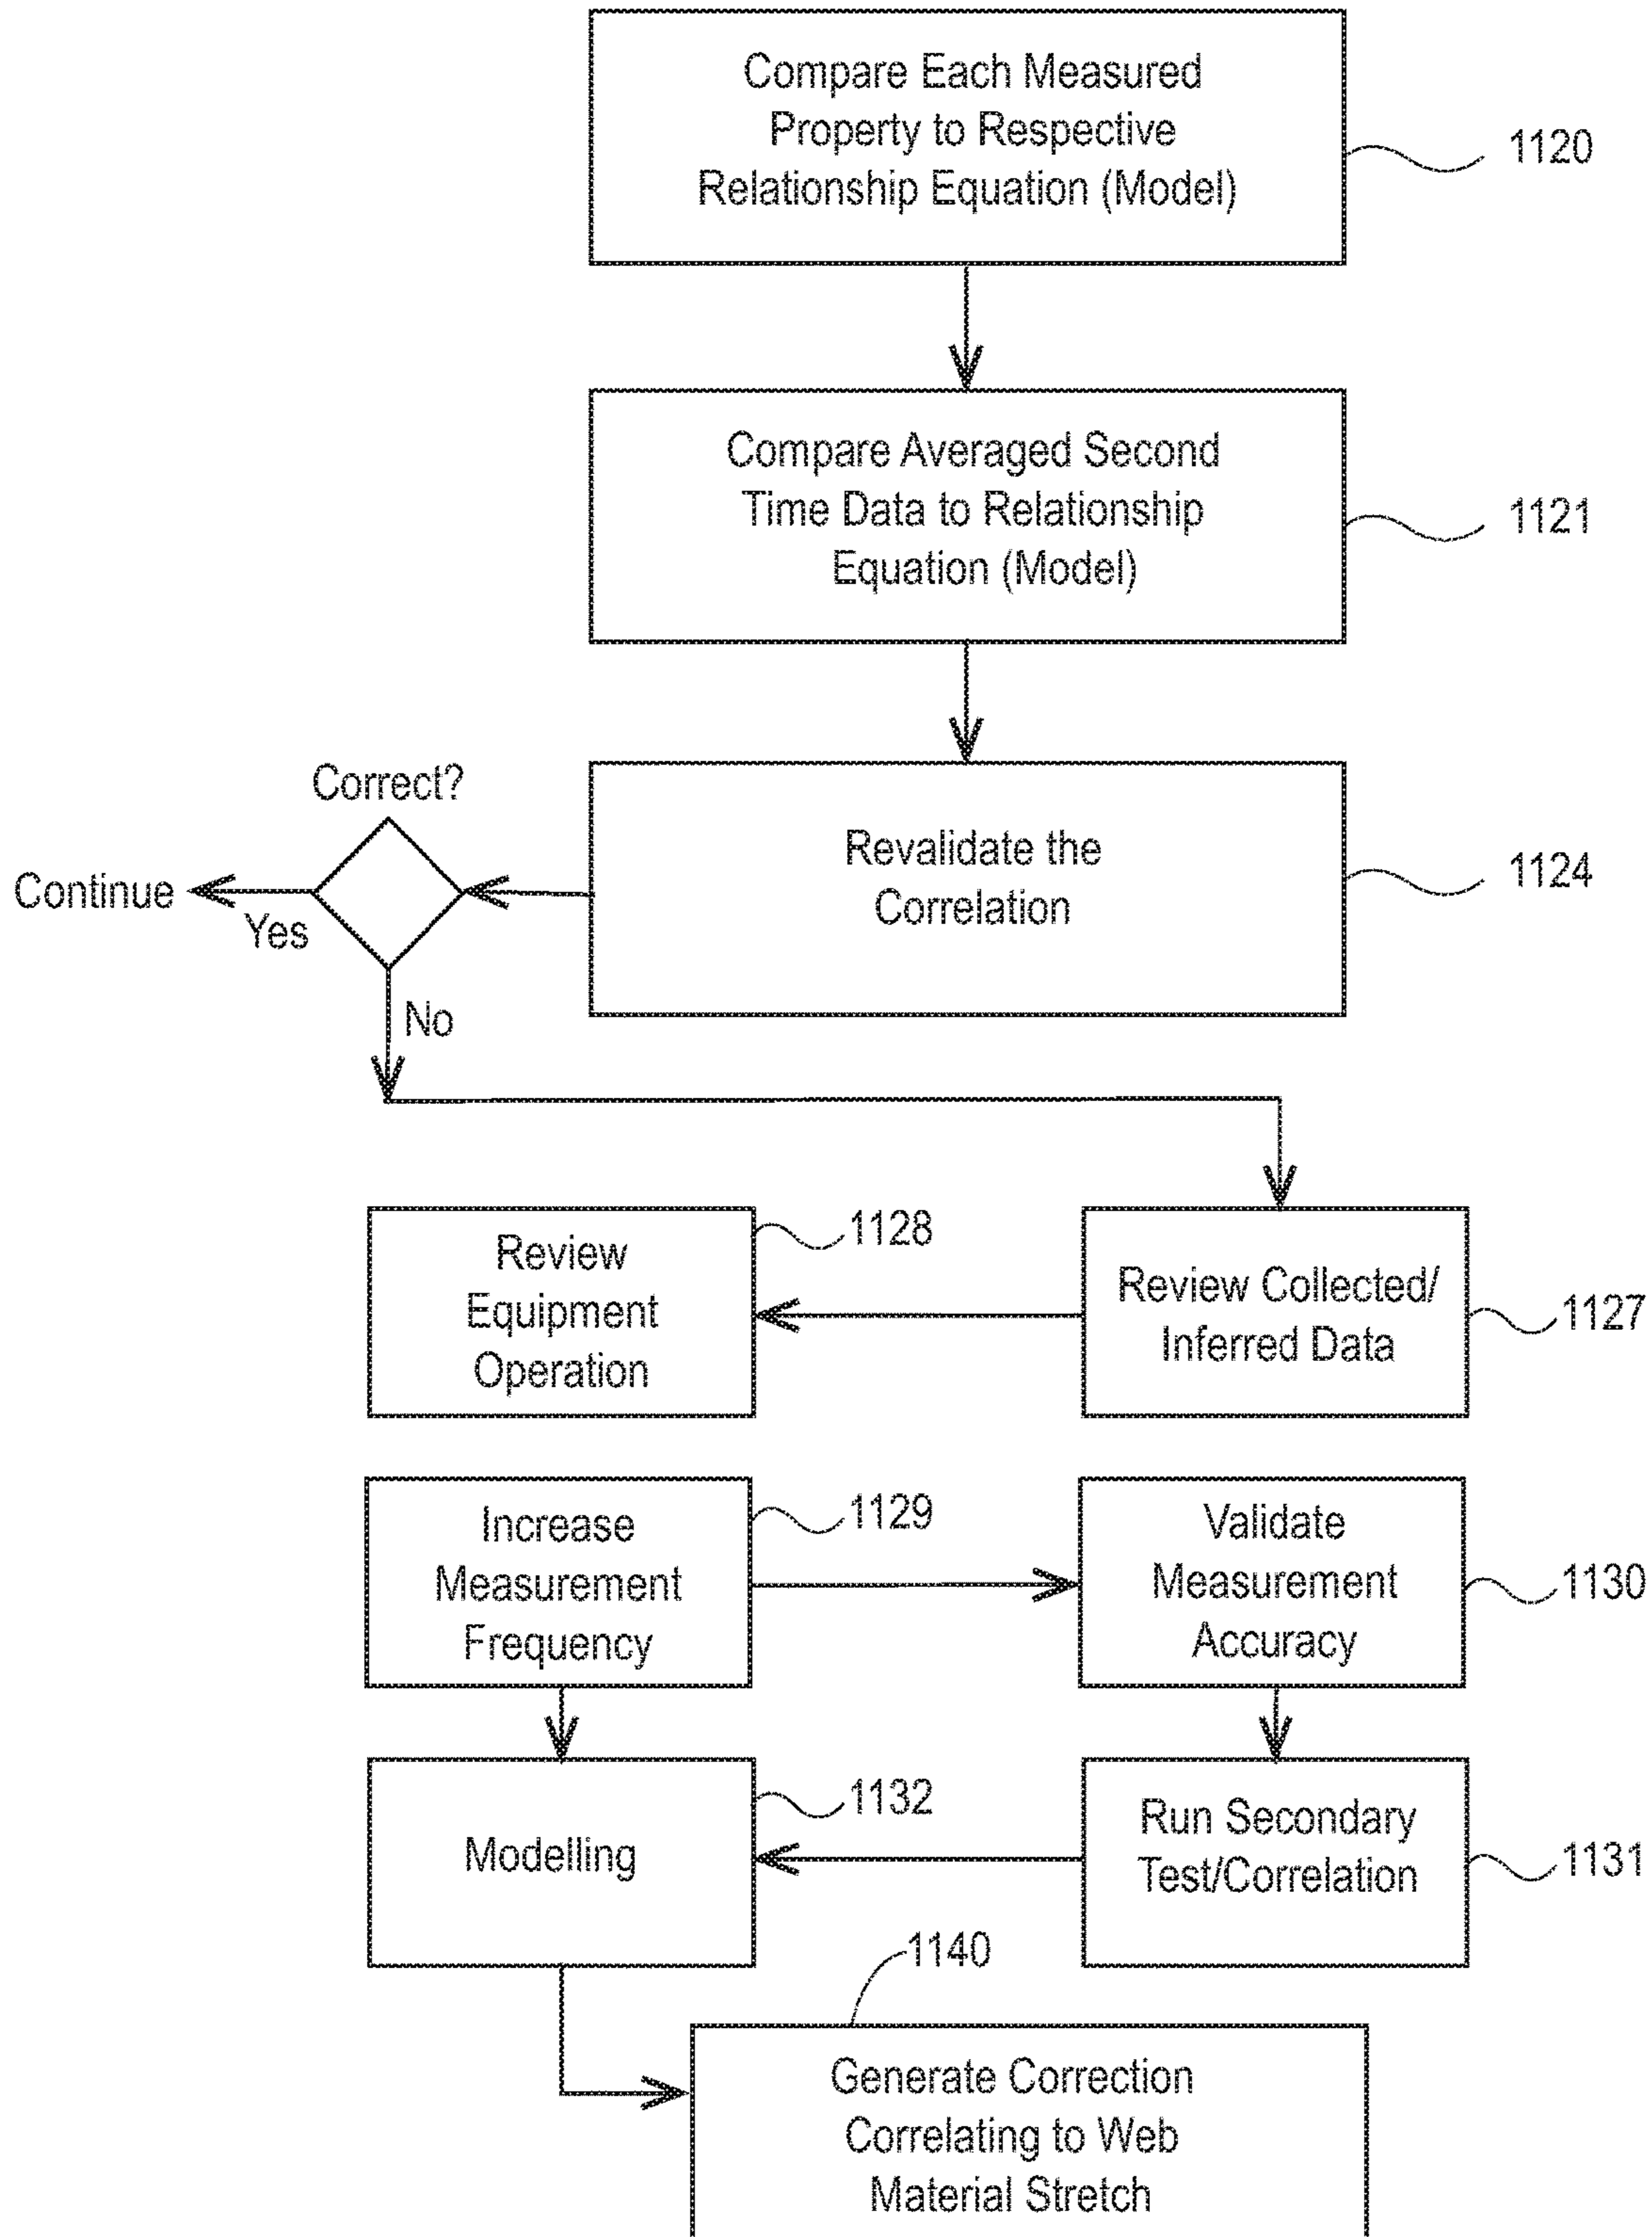 Compare Each Measured
Property to Respective
Relationship Equation (Model)
1120
Compare Averaged Second
Time Data to Relationship
Equation (Model)
1121
Correct?
Continue
Yes
No
Revalidate the
Correlation
1124
Review
Equipment
Operation
1128
Review Collected/
Inferred Data
1127
Increase
Measurement
Frequency
1129
Validate
Measurement
Accuracy
1130
Modelling
1132
Run Secondary
Test/Correlation
1131
1140
Generate Correction
Correlating to Web
Material Stretch